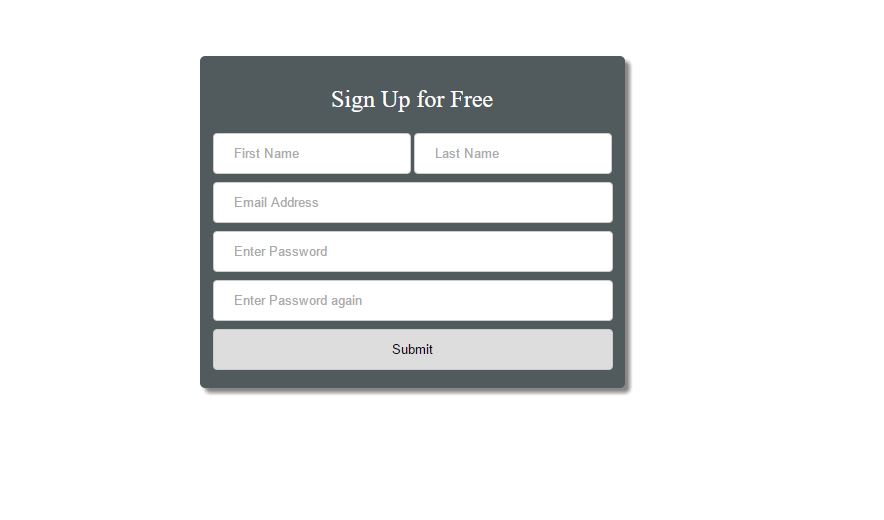 Sign Up for Free
First Name Last Name
Email Address
Enter Password
Enter Password again
Submit